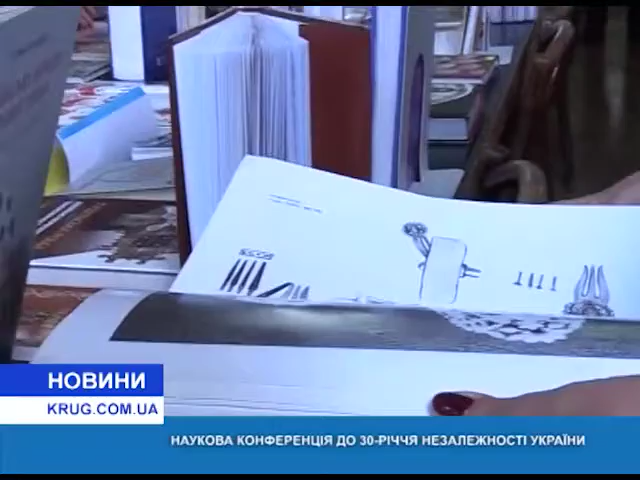 НОВИНИ
KRUG.COM.UA
НАУКОВА КОНФЕРЕНЦІЯ ДО 30-РІЧЧЯ НЕЗАЛЕЖНОСТІ УКРАЇНИ